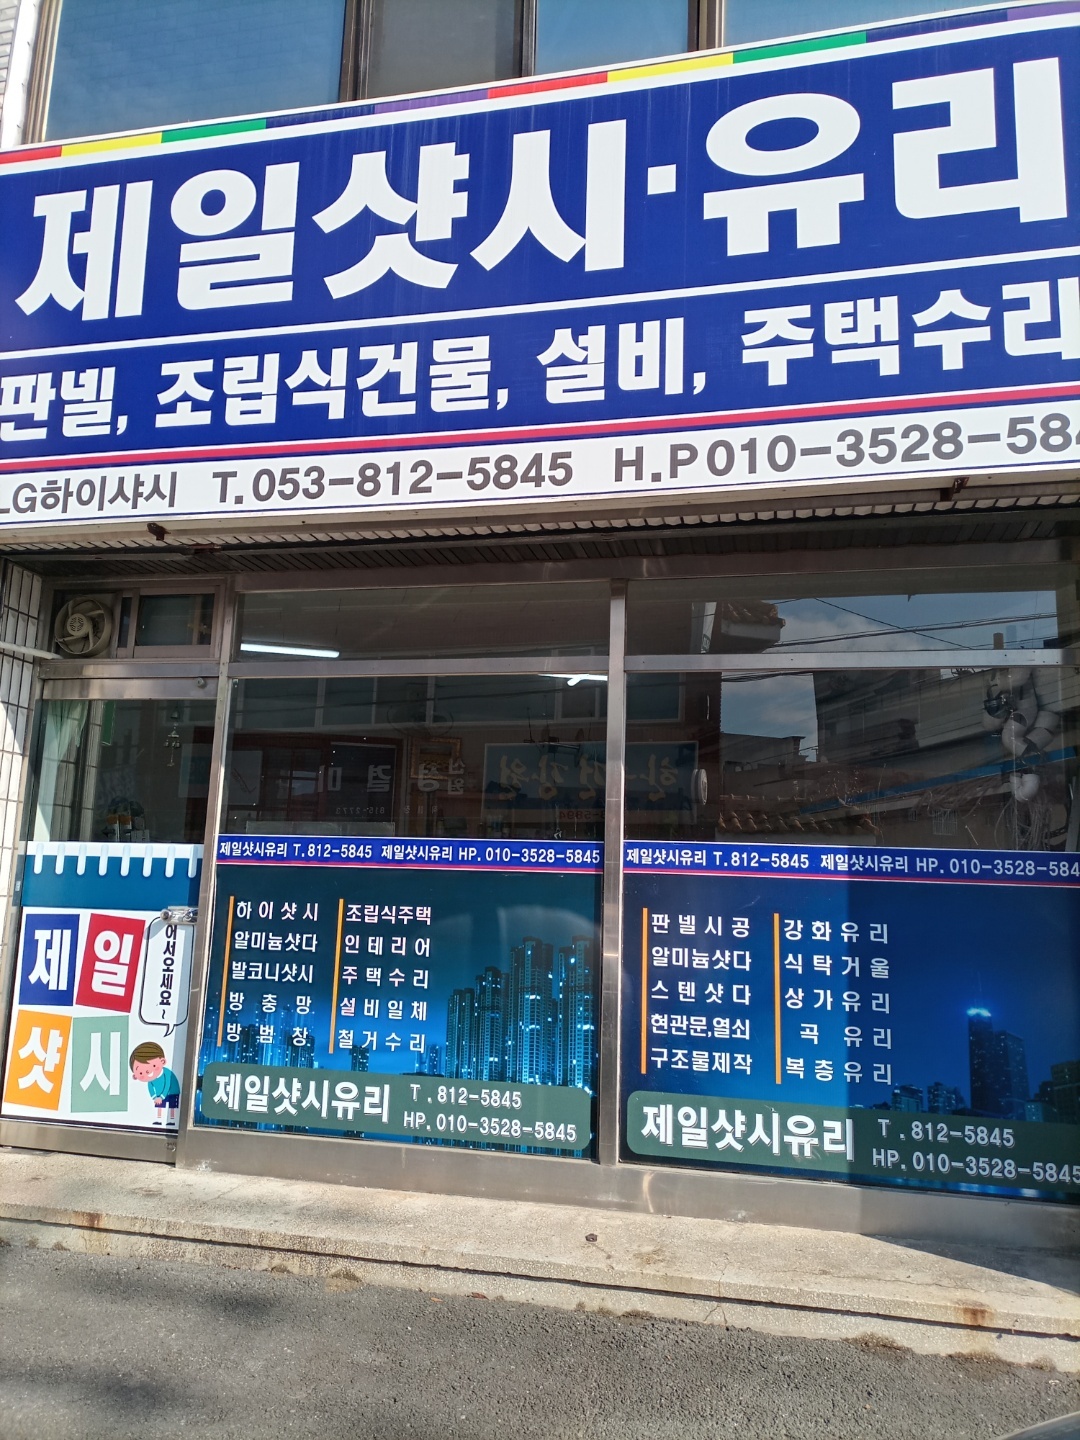 제일샷시·유리
판넬, 조립식건물, 설비, 주택수리
LG하이샤시 T.053-812-5845 H.P 010-3528-584
제일샷시유리 T.812-5845 제일샷시유리 HP.010-3528-5845
제일샷시유리 T.812-5845 제일샷시유리 HP.010-3528-584
제일
샷시
어서오세요~
하이샷시
알미늄샷다
발코니샷시
방충망
방범창
조립식주택
인테리어
주택수리
설비일체
철거수리
제일샷시유리
T.812-5845
HP.010-3528-5845
판넬시공
알미늄샷다
스텐샷다
현관문,열쇠
구조물제작
강화유리
식탁거울
상가유리
곡유리
복층유리
제일샷시유리
T.812-5845
HP.010-3528-5845